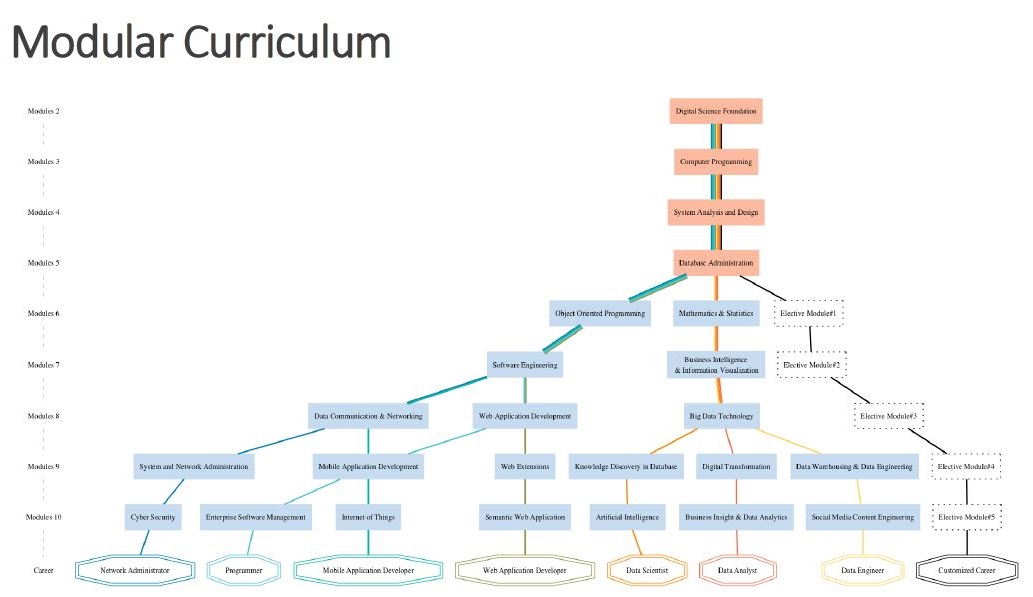 Modular Curriculum
Modules 2
Digital Science Foundation
Modules 3
Computer Programming
Modules 4
System Analysis and Design
Modules 5
Database Administration
Modules 6
Object Oriented Programming
Mathematics & Statistics
Elective Module#1
Modules 7
Software Engineering
Business Intelligence
& Information Visualization
Elective Module#2
Modules 8
Data Communication & Networking
Web Application Development
Big Data Technology
Elective Module#3
Modules 9
System and Network Administration
Mobile Application Development
Web Extensions
Knowledge Discovery in Database
Digital Transformation
Data Warehousing & Data Engineering
Elective Module#4
Modules 10
Cyber Security
Enterprise Software Management
Internet of Things
Semantic Web Application
Artificial Intelligence
Business Insight & Data Analytics
Social Media Content Engineering
Elective Module#5
Career
Network Administrator
Programmer
Mobile Application Developer
Web Application Developer
Data Scientist
Data Analyst
Data Engineer
Customized Career